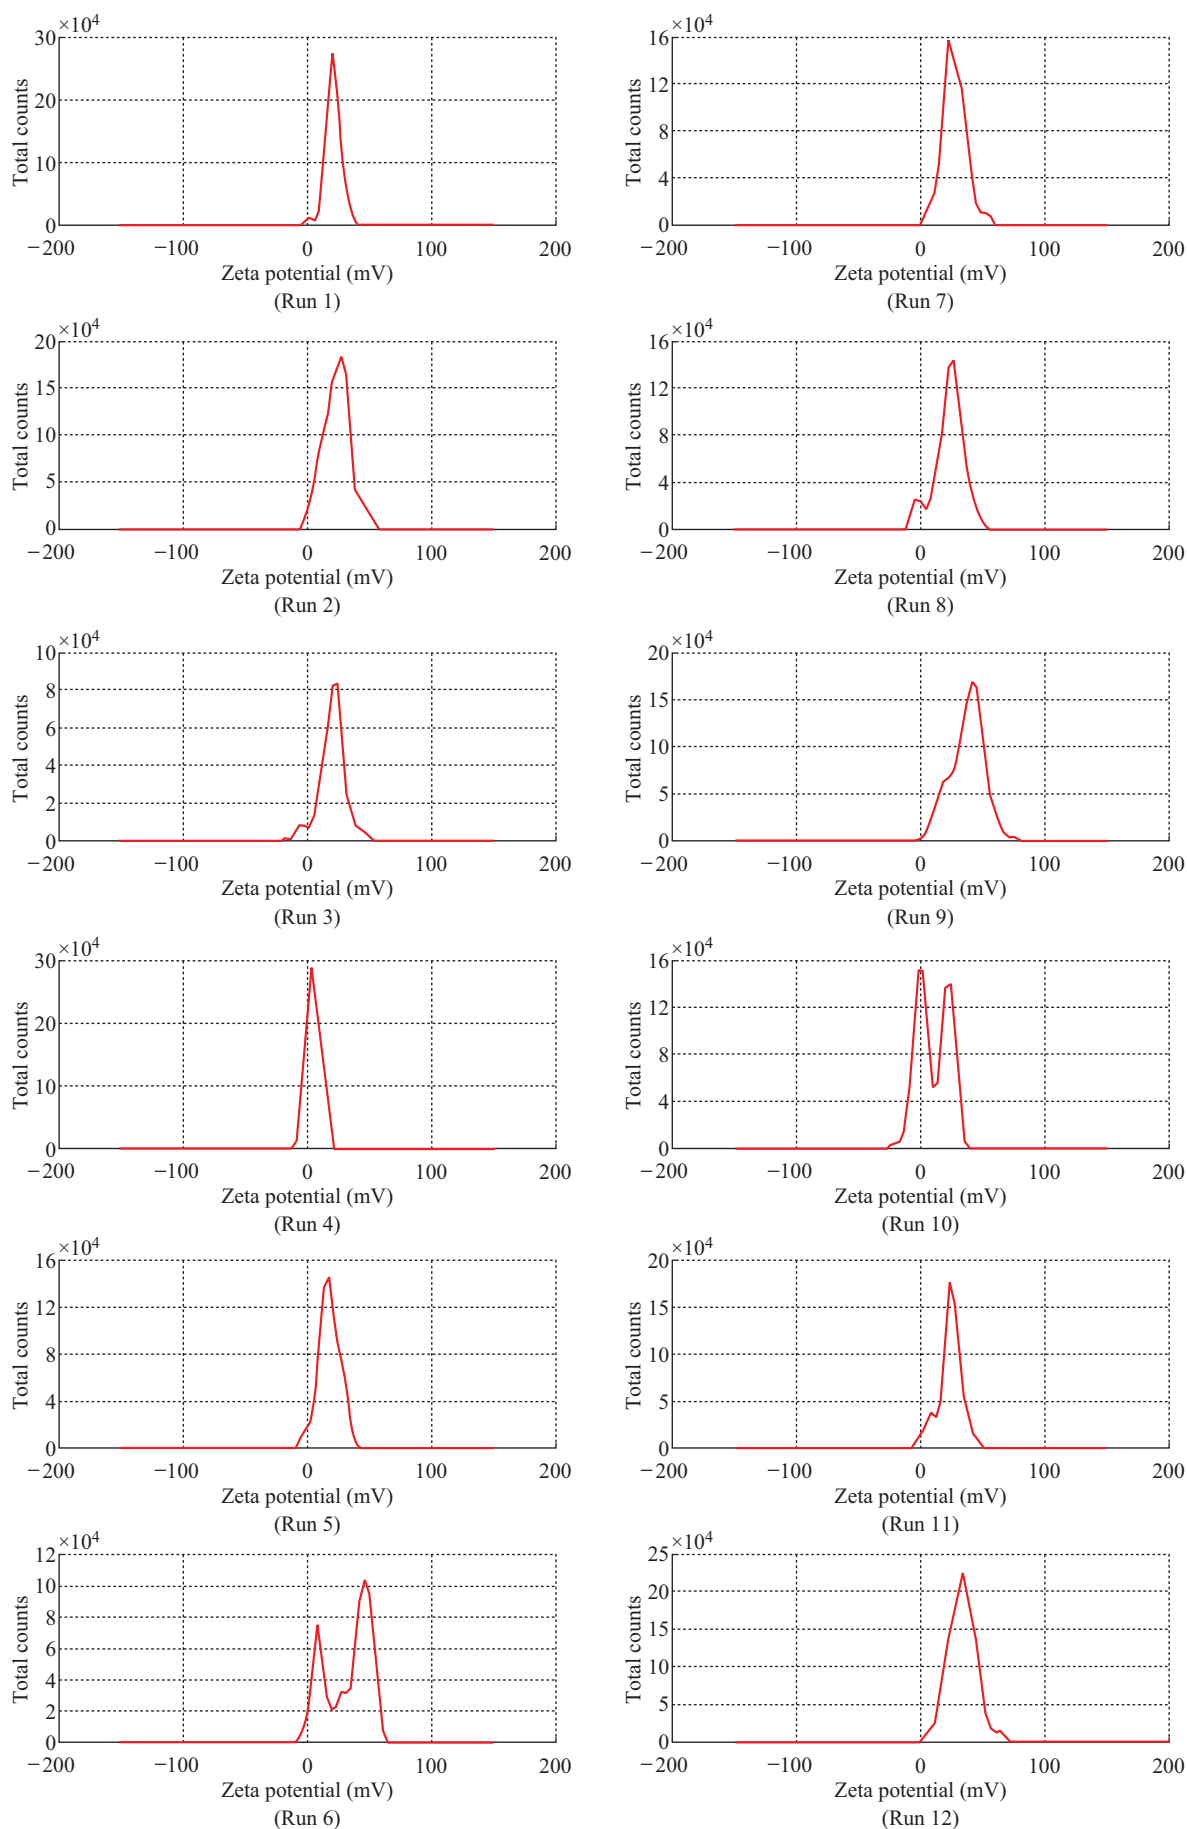 ×10⁴
30
20
10
0
Total counts
−200 −100 0 100 200
Zeta potential (mV)
(Run 1)
×10⁴
20
15
10
5
0
Total counts
−200 −100 0 100 200
Zeta potential (mV)
(Run 2)
×10⁴
10
8
6
4
2
0
Total counts
−200 −100 0 100 200
Zeta potential (mV)
(Run 3)
×10⁴
30
20
10
0
Total counts
−200 −100 0 100 200
Zeta potential (mV)
(Run 4)
×10⁴
16
12
8
4
0
Total counts
−200 −100 0 100 200
Zeta potential (mV)
(Run 5)
×10⁴
12
10
8
6
4
2
0
Total counts
−200 −100 0 100 200
Zeta potential (mV)
(Run 6)
×10⁴
16
12
8
4
0
Total counts
−200 −100 0 100 200
Zeta potential (mV)
(Run 7)
×10⁴
16
12
8
4
0
Total counts
−200 −100 0 100 200
Zeta potential (mV)
(Run 8)
×10⁴
20
15
10
5
0
Total counts
−200 −100 0 100 200
Zeta potential (mV)
(Run 9)
×10⁴
16
12
8
4
0
Total counts
−200 −100 0 100 200
Zeta potential (mV)
(Run 10)
×10⁴
20
15
10
5
0
Total counts
−200 −100 0 100 200
Zeta potential (mV)
(Run 11)
×10⁴
25
20
15
10
5
0
Total counts
−200 −100 0 100 200
Zeta potential (mV)
(Run 12)